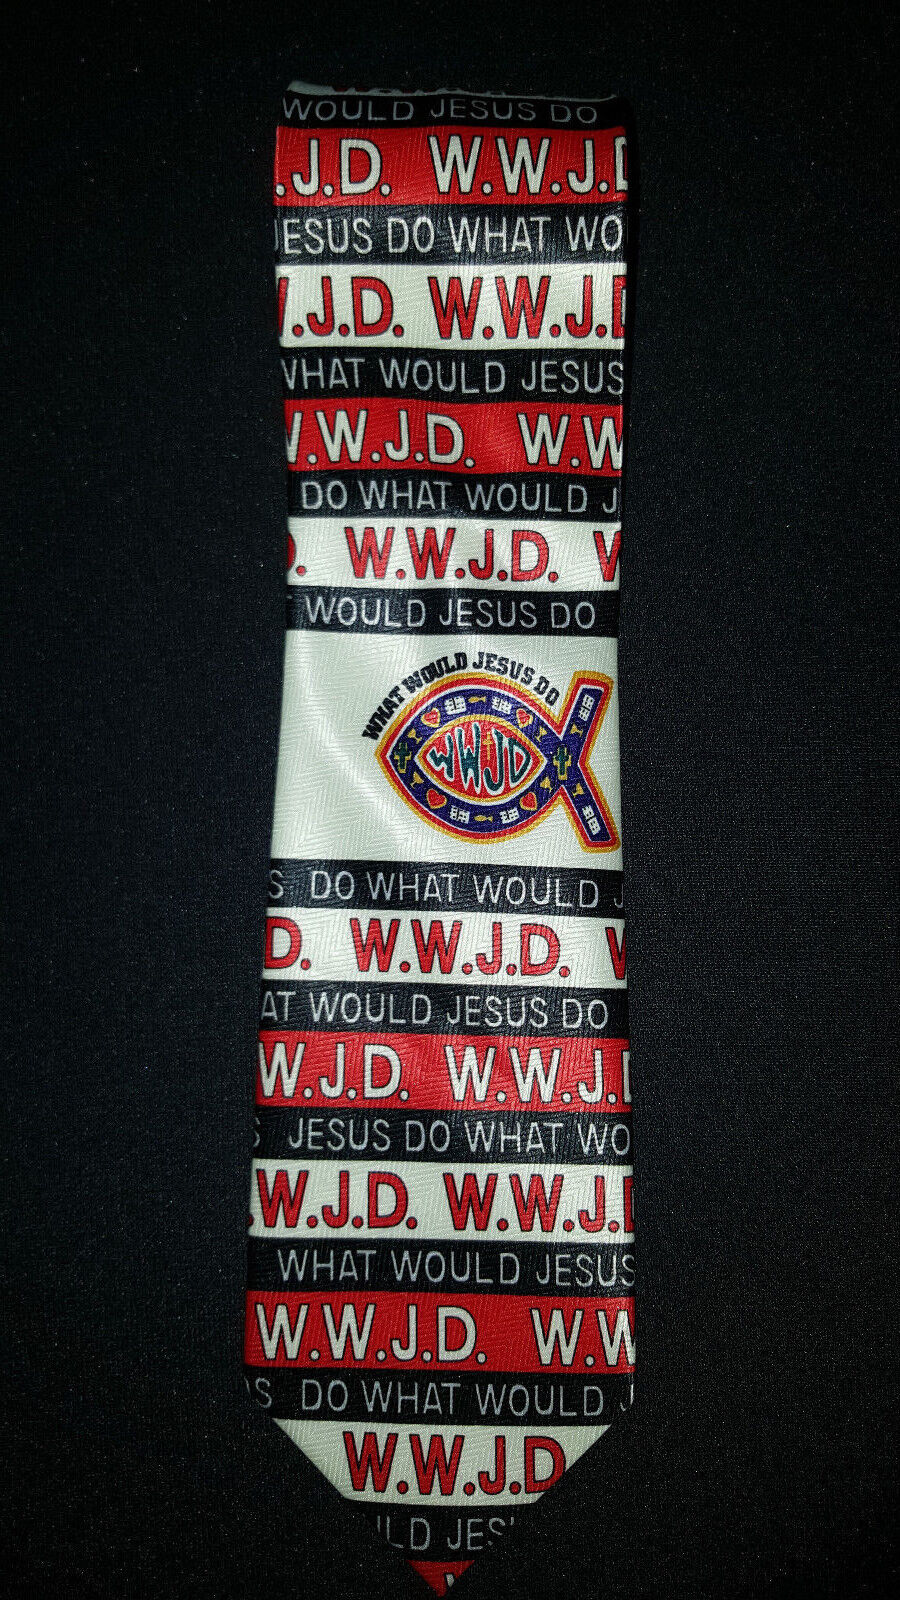 WOULD JESUS DO
.J.D. W.W.J.D
JESUS DO WHAT WO
.J.D. W.W.J.D
WHAT WOULD JESUS
W.W.J.D. W.W
DO WHAT WOULD J
D. W.W.J.D. W
WOULD JESUS DO
WHAT WOULD JESUS DO
WWJD
S DO WHAT WOULD J
D. W.W.J.D. W
AT WOULD JESUS DO
W.J.D. W.W.J.D
S JESUS DO WHAT WO
.W.J.D. W.W.J.D
WHAT WOULD JESUS
W.W.J.D. W.W
S DO WHAT WOULD J
W.W.J.D
ULD JES